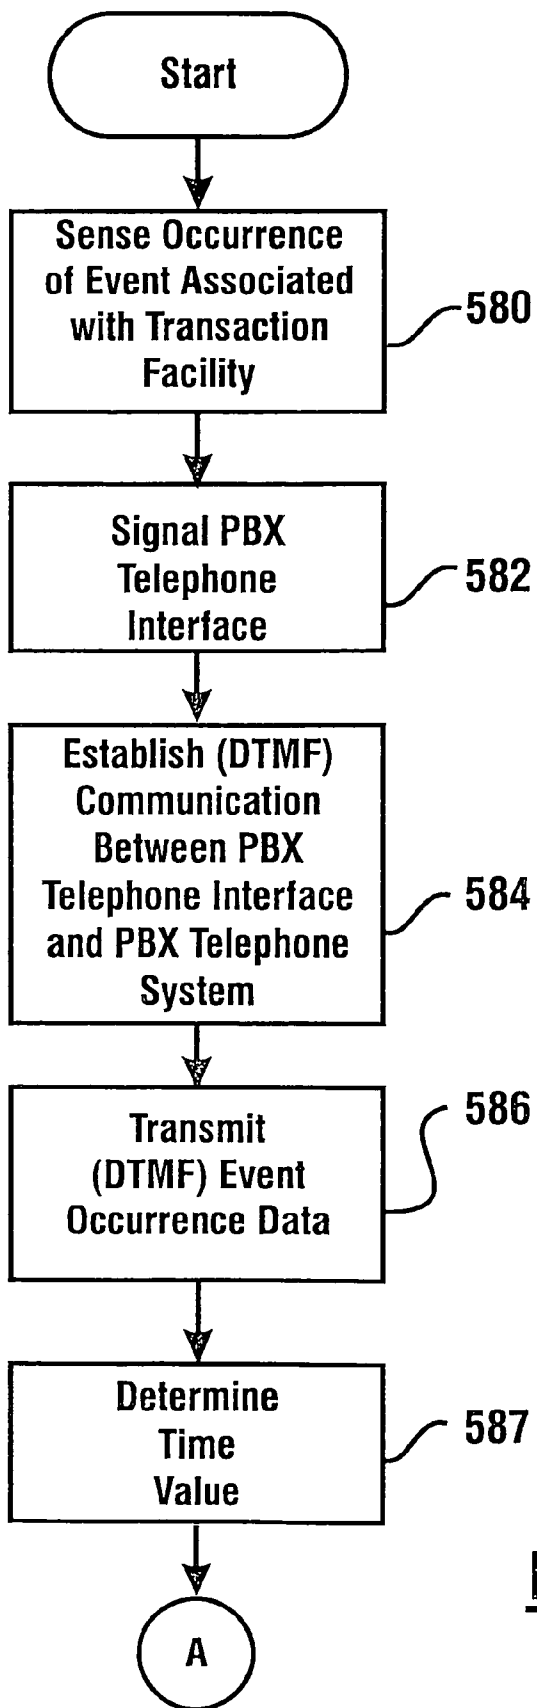 Start
Sense Occurrence
of Event Associated
with Transaction
Facility
580
Signal PBX
Telephone
Interface
582
Establish (DTMF)
Communication
Between PBX
Telephone Interface
and PBX Telephone
System
584
Transmit
(DTMF) Event
Occurrence Data
586
Determine
Time
Value
587
A